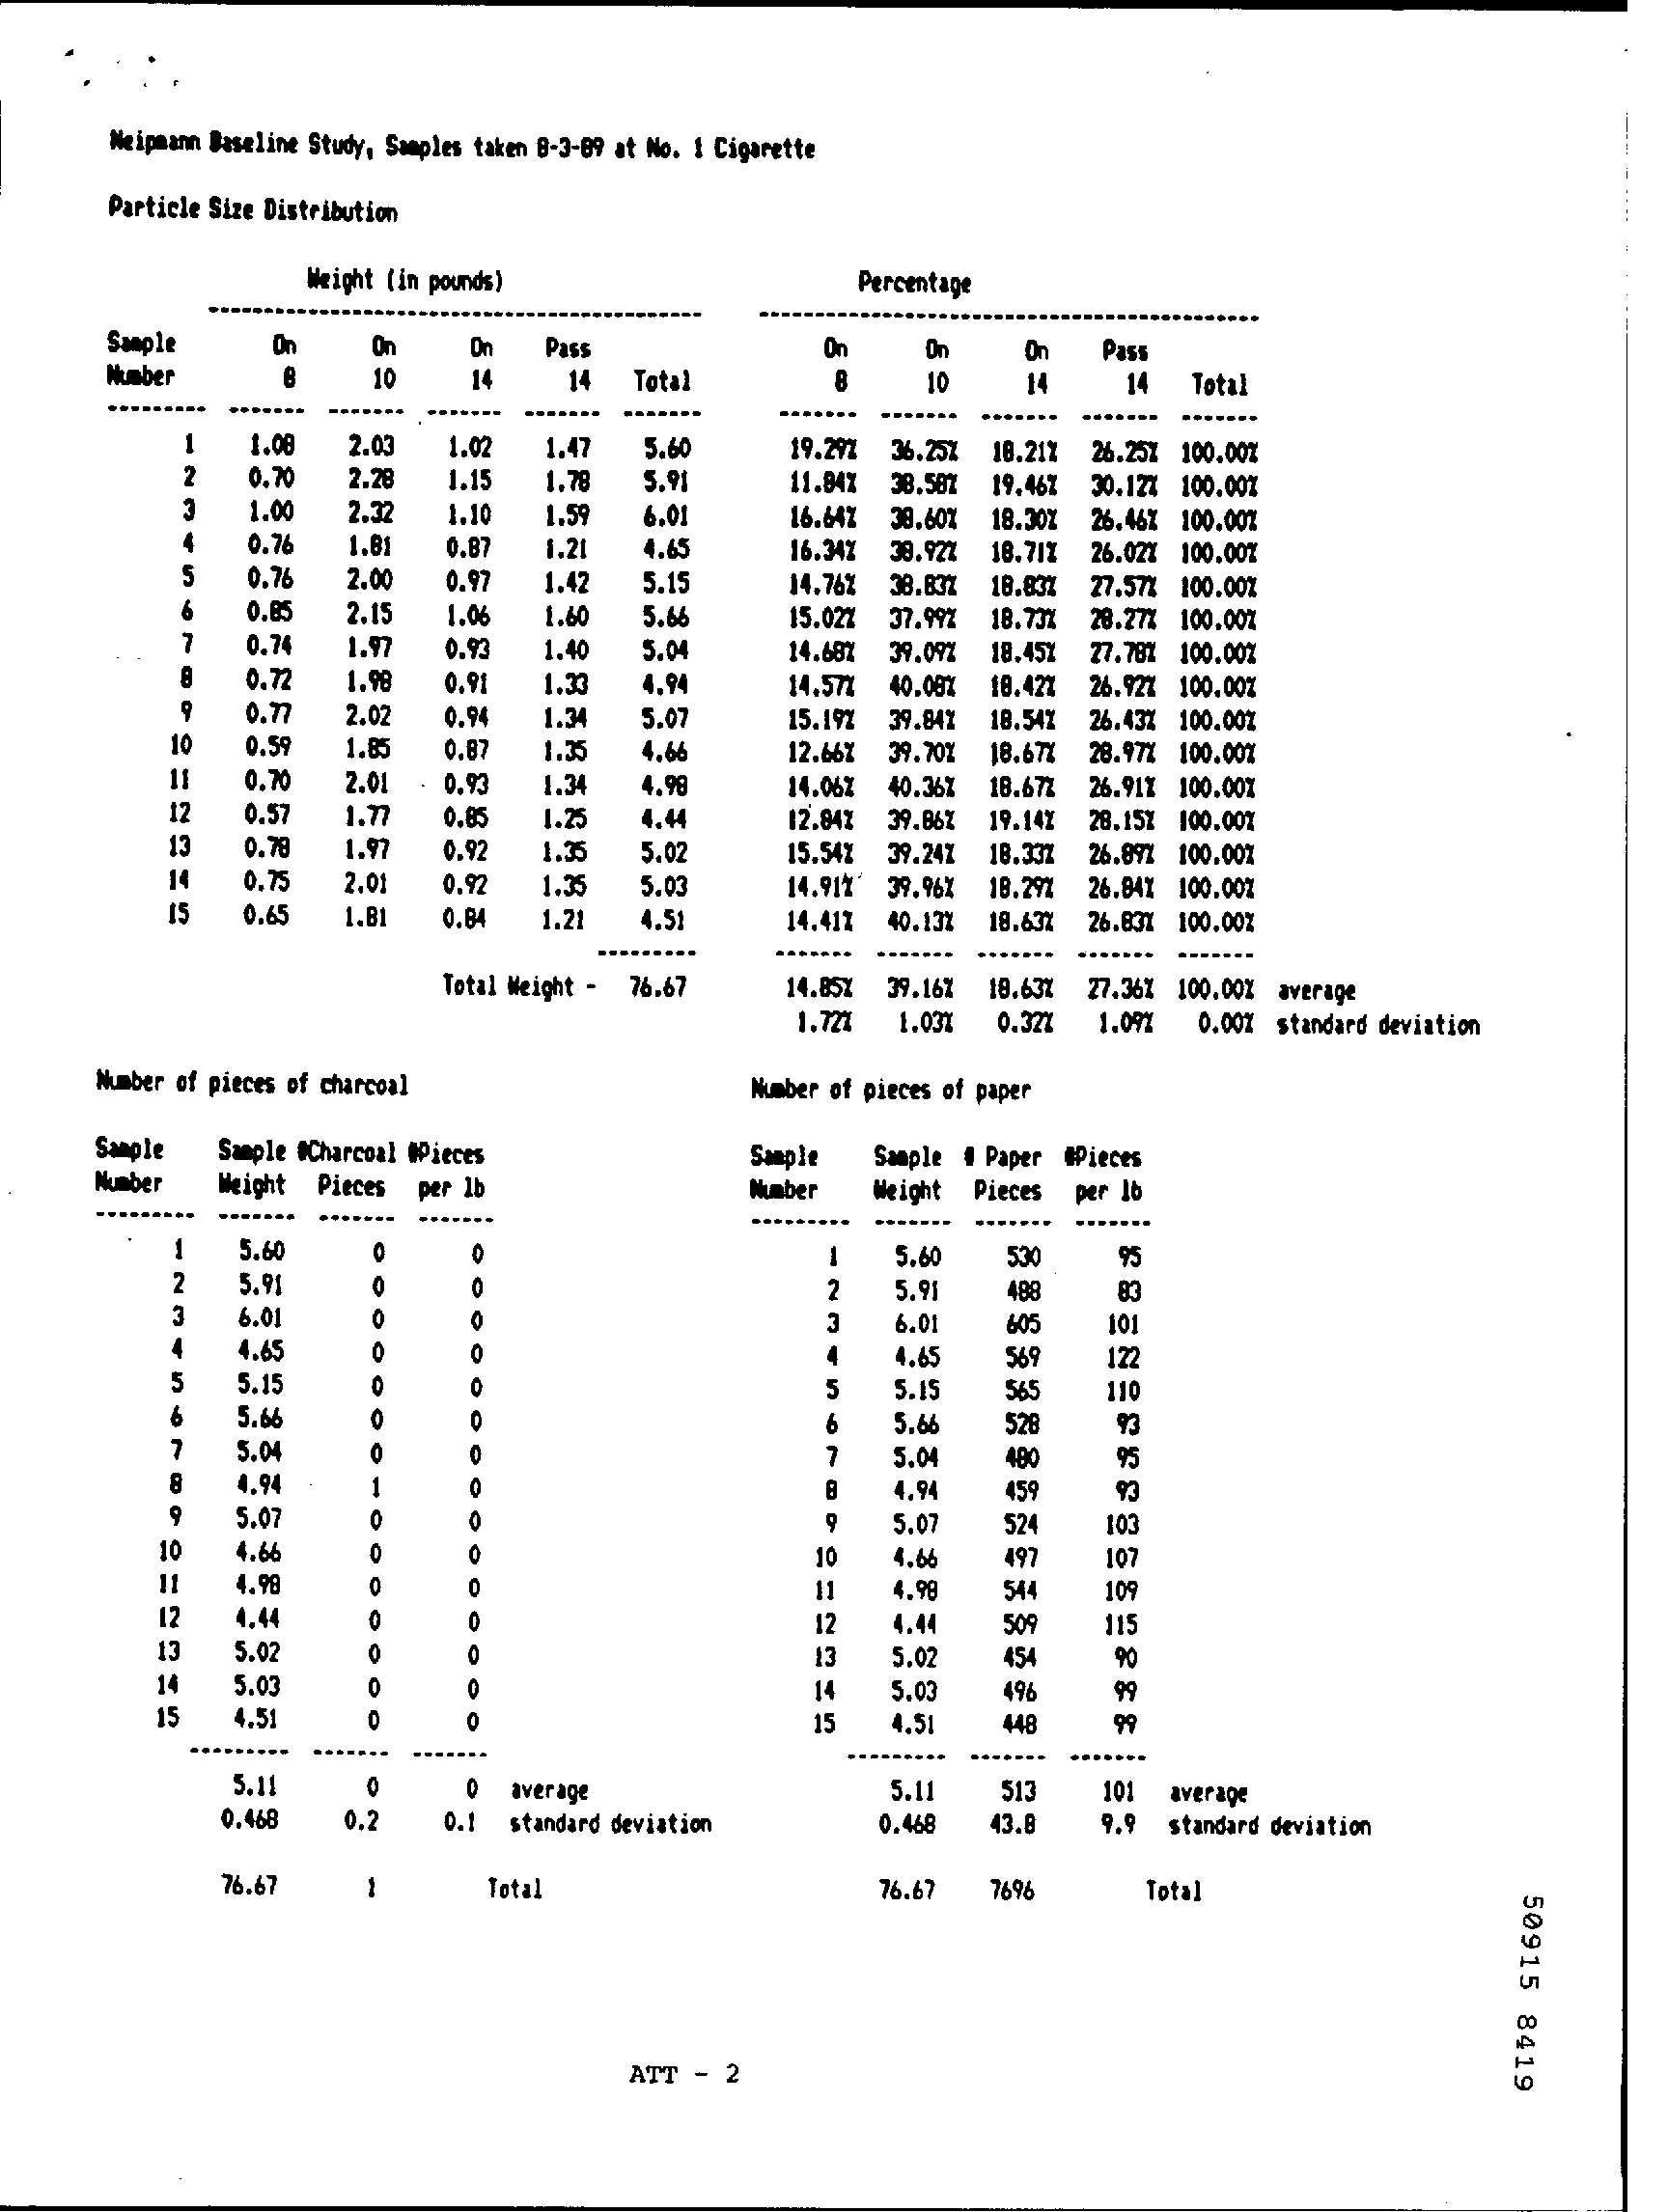 Neipmann Baseline Study, Samples taken 8-3-89 at No. 1 Cigarette
Particle Size Distribution
Weight (in pounds) Percentage
Sample On On On Pass On On On Pass
Number 8 10 14 14 Total 8 10 14 14 Total
1 1.08 2.03 1.02 1.47 5.60 19.29% 36.25% 18.21% 26.25% 100.00%
2 0.70 2.28 1.15 1.78 5.91 11.84% 38.58% 19.46% 30.12% 100.00%
3 1.00 2.32 1.10 1.59 6.01 16.64% 38.60% 18.30% 26.46% 100.00%
4 0.76 1.81 0.87 1.21 4.65 16.34% 38.92% 18.71% 26.02% 100.00%
5 0.76 2.00 0.97 1.42 5.15 14.76% 38.83% 18.83% 27.57% 100.00%
6 0.85 2.15 1.06 1.60 5.66 15.02% 37.99% 18.73% 28.27% 100.00%
7 0.74 1.97 0.93 1.40 5.04 14.68% 39.09% 18.45% 27.78% 100.00%
8 0.72 1.98 0.91 1.33 4.94 14.57% 40.08% 18.42% 26.92% 100.00%
9 0.77 2.02 0.94 1.34 5.07 15.19% 39.84% 18.54% 26.43% 100.00%
10 0.59 1.85 0.87 1.35 4.66 12.66% 39.70% 18.67% 28.97% 100.00%
11 0.70 2.01 0.93 1.34 4.98 14.06% 40.36% 18.67% 26.91% 100.00%
12 0.57 1.77 0.85 1.25 4.44 12.84% 39.86% 19.14% 28.15% 100.00%
13 0.78 1.97 0.92 1.35 5.02 15.54% 39.24% 18.33% 26.89% 100.00%
14 0.75 2.01 0.92 1.35 5.03 14.91% 39.96% 18.29% 26.84% 100.00%
15 0.65 1.81 0.84 1.21 4.51 14.41% 40.13% 18.63% 26.83% 100.00%
Total Weight - 76.67 14.85% 39.16% 18.63% 27.36% 100.00% average
1.72% 1.03% 0.32% 1.09% 0.00% standard deviation
Number of pieces of charcoal Number of pieces of paper
Sample Sample #Charcoal #Pieces Sample Sample # Paper #Pieces
Number Weight Pieces per lb Number Weight Pieces per lb
1 5.60 0 0 1 5.60 530 95
2 5.91 0 0 2 5.91 488 83
3 6.01 0 0 3 6.01 605 101
4 4.65 0 0 4 4.65 569 122
5 5.15 0 0 5 5.15 565 110
6 5.66 0 0 6 5.66 528 93
7 5.04 0 0 7 5.04 480 95
8 4.94 1 0 8 4.94 459 93
9 5.07 0 0 9 5.07 524 103
10 4.66 0 0 10 4.66 497 107
11 4.98 0 0 11 4.98 544 109
12 4.44 0 0 12 4.44 509 115
13 5.02 0 0 13 5.02 454 90
14 5.03 0 0 14 5.03 496 99
15 4.51 0 0 15 4.51 448 99
5.11 0 0 average 5.11 513 101 average
0.468 0.2 0.1 standard deviation 0.468 43.8 9.9 standard deviation
76.67 1 Total 76.67 7696 Total
50915 8419
ATT - 2